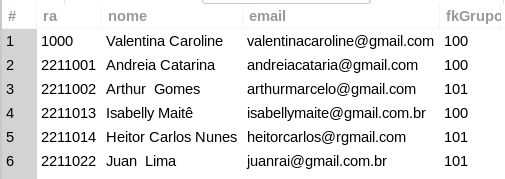 # ra nome email fkGrupo
1 1000 Valentina Caroline valentinacaroline@gmail.com 100
2 2211001 Andreia Catarina andreiacataria@gmail.com 100
3 2211002 Arthur  Gomes arthurmarcelo@gmail.com 101
4 2211013 Isabelly Maitê isabellymaite@gmail.com.br 100
5 2211014 Heitor Carlos Nunes heitorcarlos@rgmail.com 101
6 2211022 Juan  Lima juanrai@gmail.com.br 101